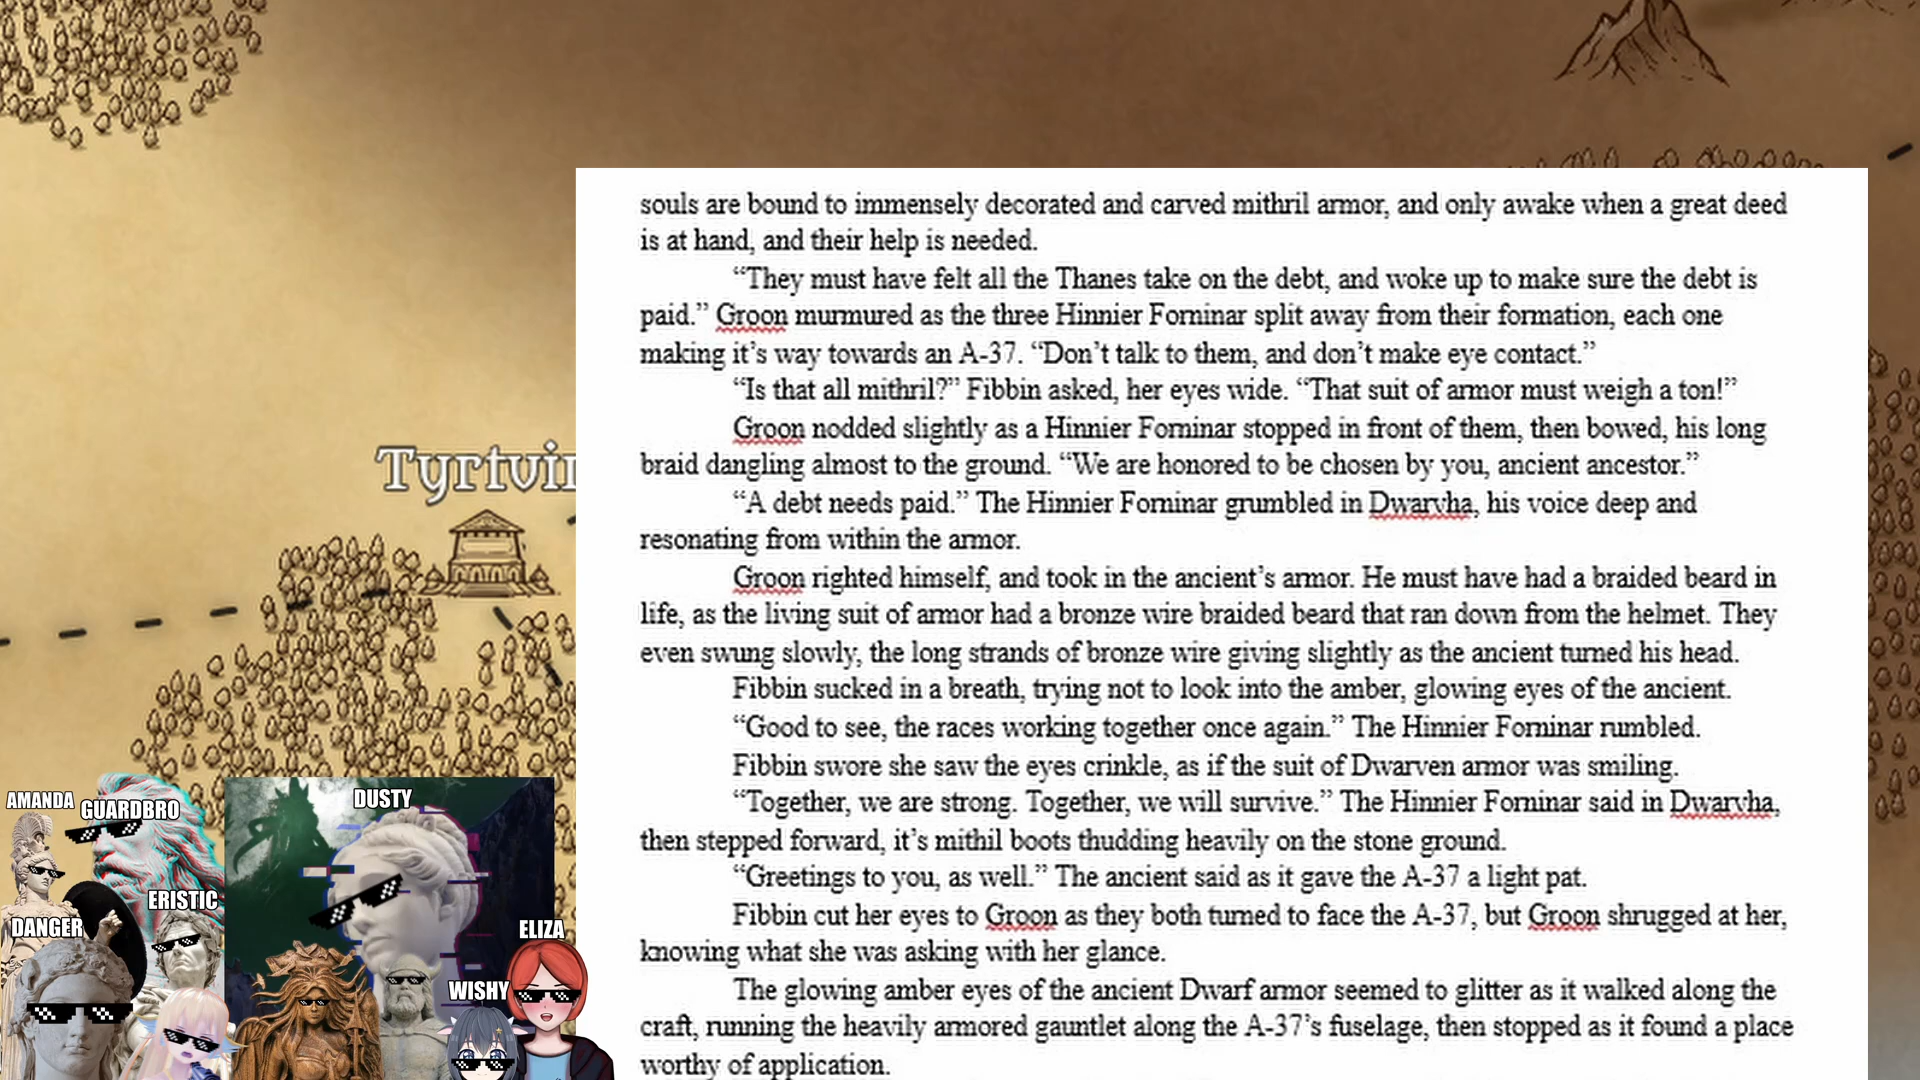 souls are bound to immensely decorated and carved mithril armor, and only awake when a great deed
is at hand, and their help is needed.
“They must have felt all the Thanes take on the debt, and woke up to make sure the debt is
paid.” Groon murmured as the three Hinnier Forninar split away from their formation, each one
making it’s way towards an A-37. “Don’t talk to them, and don’t make eye contact.”
“Is that all mithril?” Fibbin asked, her eyes wide. “That suit of armor must weigh a ton!”
Groon nodded slightly as a Hinnier Forninar stopped in front of them, then bowed, his long
braid dangling almost to the ground. “We are honored to be chosen by you, ancient ancestor.”
“A debt needs paid.” The Hinnier Forninar grumbled in Dwarvha, his voice deep and
resonating from within the armor.
Groon righted himself, and took in the ancient’s armor. He must have had a braided beard in
life, as the living suit of armor had a bronze wire braided beard that ran down from the helmet. They
even swung slowly, the long strands of bronze wire giving slightly as the ancient turned his head.
Fibbin sucked in a breath, trying not to look into the amber, glowing eyes of the ancient.
“Good to see, the races working together once again.” The Hinnier Forninar rumbled.
Fibbin swore she saw the eyes crinkle, as if the suit of Dwarven armor was smiling.
“Together, we are strong. Together, we will survive.” The Hinnier Forninar said in Dwarvha,
then stepped forward, it’s mithil boots thudding heavily on the stone ground.
“Greetings to you, as well.” The ancient said as it gave the A-37 a light pat.
Fibbin cut her eyes to Groon as they both turned to face the A-37, but Groon shrugged at her,
knowing what she was asking with her glance.
The glowing amber eyes of the ancient Dwarf armor seemed to glitter as it walked along the
craft, running the heavily armored gauntlet along the A-37’s fuselage, then stopped as it found a place
worthy of application.
AMANDA
GUARDBRO
DUSTY
ERISTIC
DANGER
ELIZA
WISHY